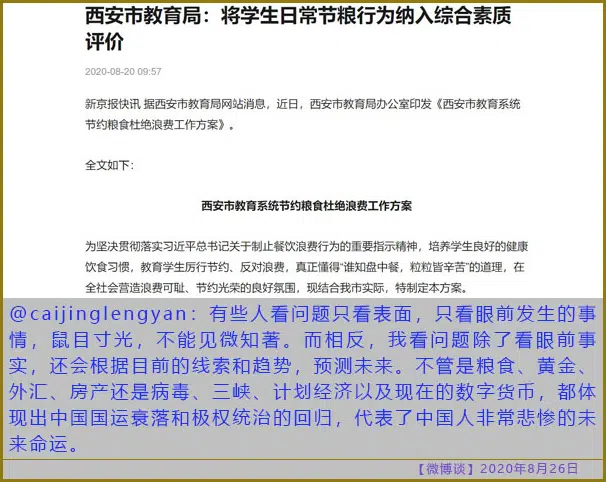 西安市教育局：将学生日常节粮行为纳入综合素质
评价
2020-08-20 09:57
新京报快讯 据西安市教育局网站消息，近日，西安市教育局办公室印发《西安市教育系统
节约粮食杜绝浪费工作方案》。
全文如下：
西安市教育系统节约粮食杜绝浪费工作方案
为坚决贯彻落实习近平总书记关于制止餐饮浪费行为的重要指示精神，培养学生良好的健康
饮食习惯，教育学生厉行节约、反对浪费，真正懂得“谁知盘中餐，粒粒皆辛苦”的道理，在
全社会营造浪费可耻、节约光荣的良好氛围，现结合我市实际，特制定本方案。
@caijinglengyan：有些人看问题只看表面，只看眼前发生的事
情，鼠目寸光，不能见微知著。而相反，我看问题除了看眼前事
实，还会根据目前的线索和趋势，预测未来。不管是粮食、黄金、
外汇、房产还是病毒、三峡、计划经济以及现在的数字货币，都体
现出中国国运衰落和极权统治的回归，代表了中国人非常悲惨的未
来命运。
【微博谈】2020年8月26日